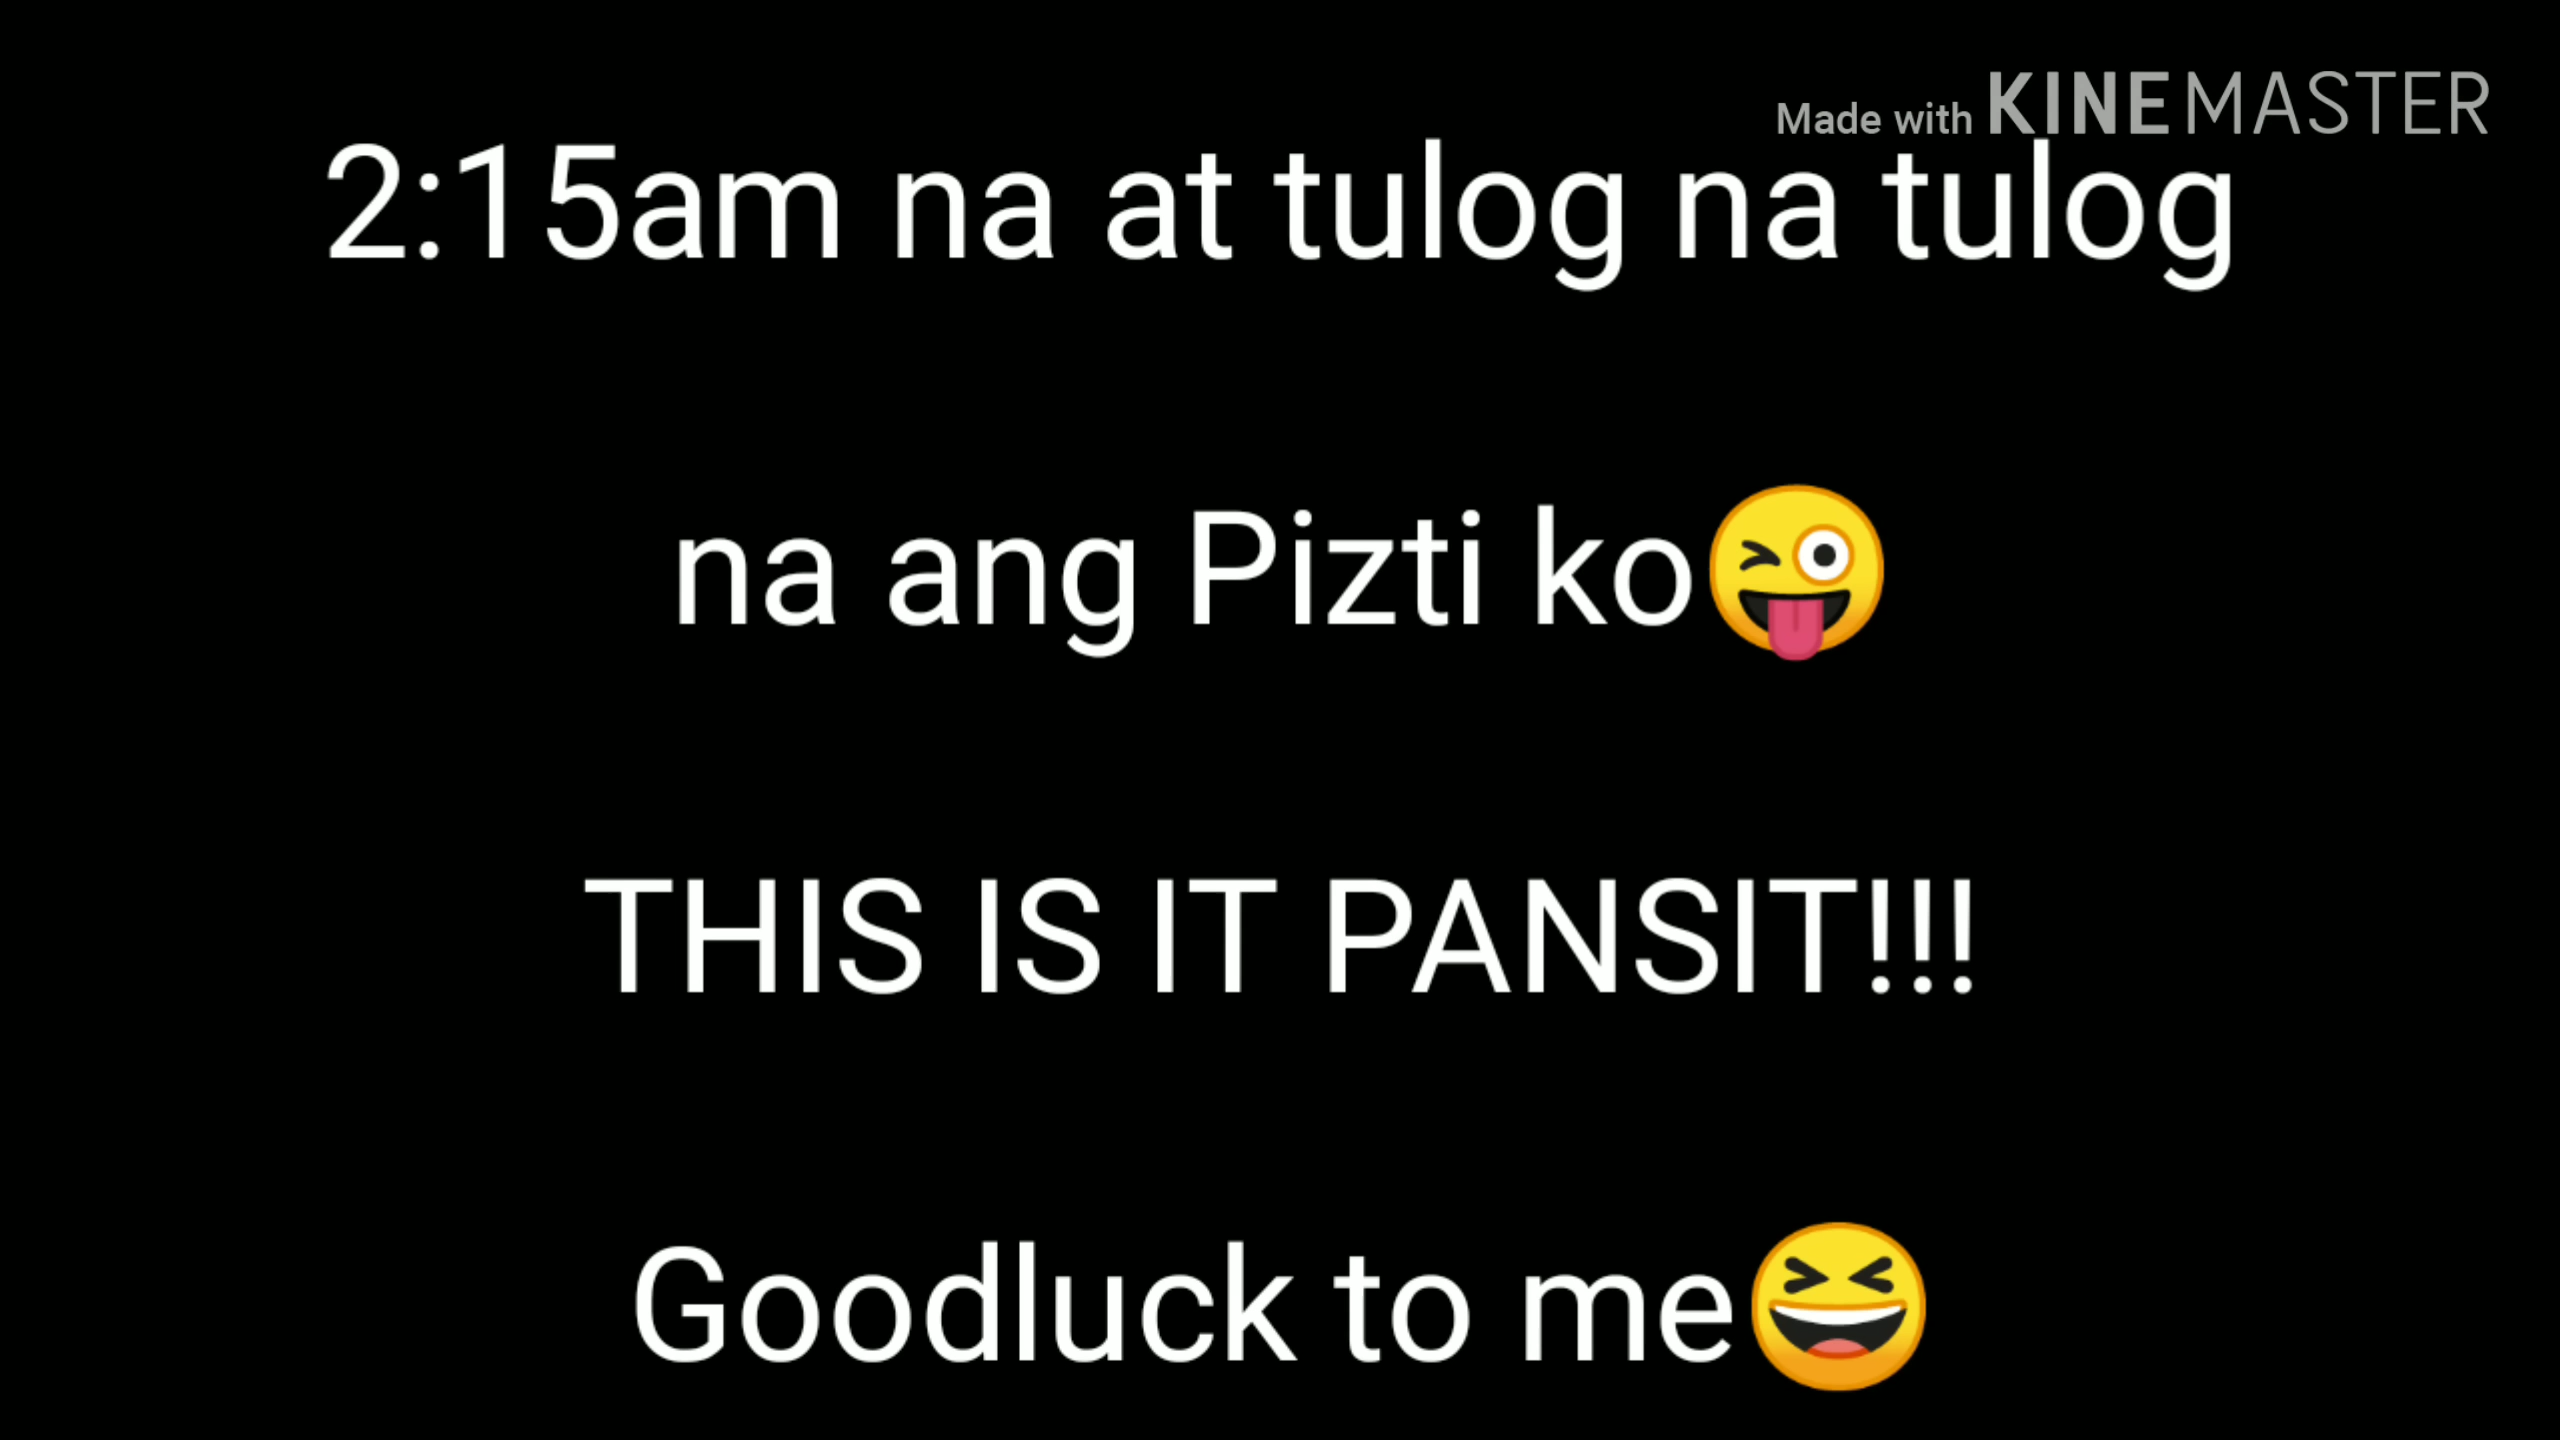 Made with KINEMASTER
2:15am na at tulog na tulog
na ang Pizti ko😜
THIS IS IT PANSIT!!!
Goodluck to me😆